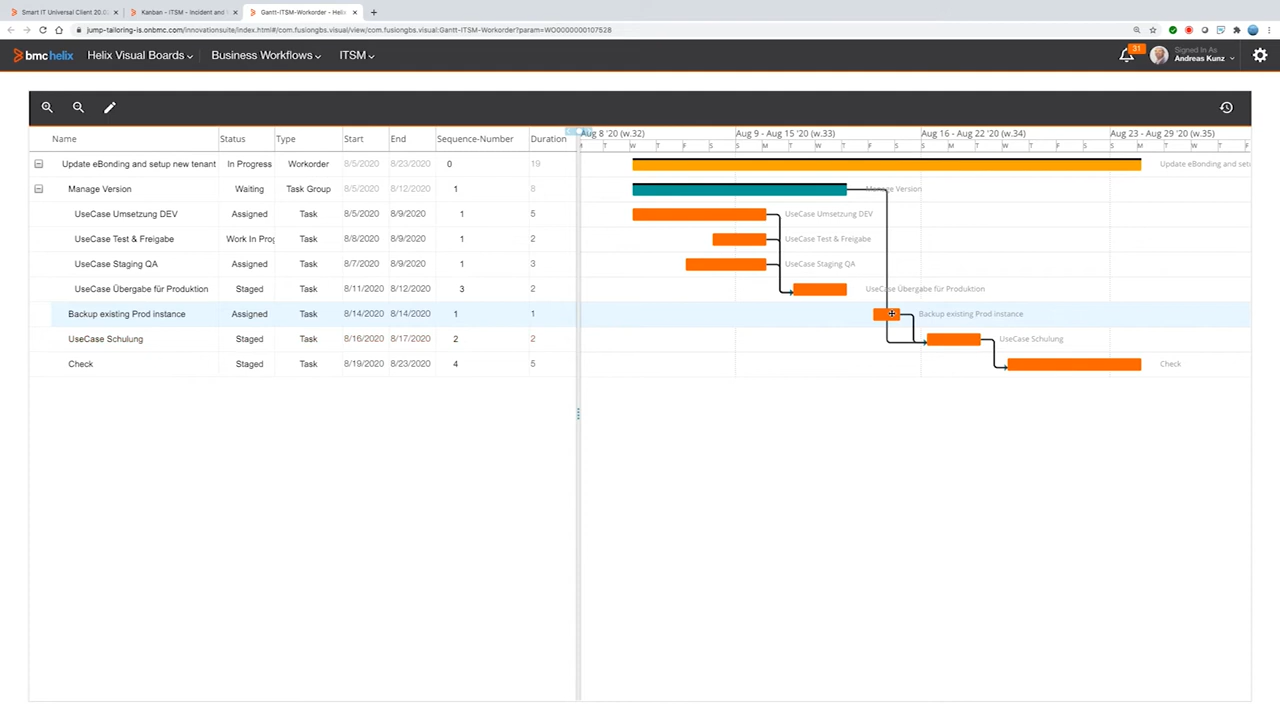 Smart IT Universal Client 20.0
Kanban - ITSM - Incident and
Gantt-ITSM-Workorder - Helix
jump-tailoring-is.onbmc.com/innovationsuite/index.html#/com.fusiongbs.visual/view/com.fusiongbs.visual:Gantt-ITSM-Workorder?param=WO0000000107528
bmc helix Helix Visual Boards Business Workflows ITSM 31 Signed In As
Andreas Kunz
Name Status Type Start End Sequence-Number Duration
Aug 8 '20 (w.32) Aug 9 - Aug 15 '20 (w.33) Aug 16 - Aug 22 '20 (w.34) Aug 23 - Aug 29 '20 (w.35)
W T F S S M T W T F S S M T W T F S S M T W T F
Update eBonding and setup new tenant In Progress Workorder 8/5/2020 8/23/2020 0 19 Update eBonding and setu
Manage Version Waiting Task Group 8/5/2020 8/12/2020 1 8 Manage Version
UseCase Umsetzung DEV Assigned Task 8/5/2020 8/9/2020 1 5 UseCase Umsetzung DEV
UseCase Test & Freigabe Work In Prog Task 8/8/2020 8/9/2020 1 2 UseCase Test & Freigabe
UseCase Staging QA Assigned Task 8/7/2020 8/9/2020 1 3 UseCase Staging QA
UseCase Übergabe für Produktion Staged Task 8/11/2020 8/12/2020 3 2 UseCase Übergabe für Produktion
Backup existing Prod instance Assigned Task 8/14/2020 8/14/2020 1 1 Backup existing Prod instance
UseCase Schulung Staged Task 8/16/2020 8/17/2020 2 2 UseCase Schulung
Check Staged Task 8/19/2020 8/23/2020 4 5 Check